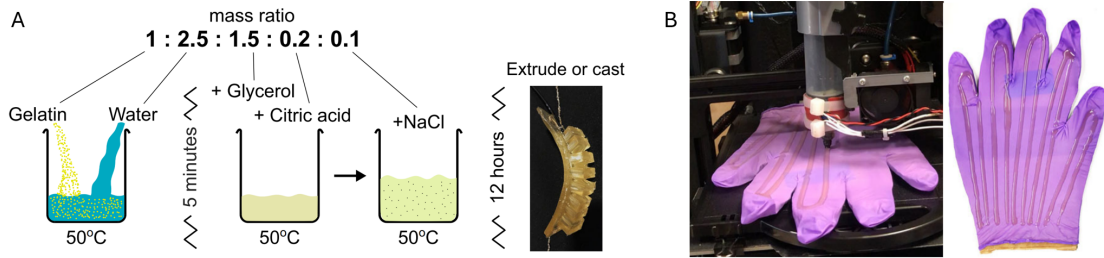 A
mass ratio
1 : 2.5 : 1.5 : 0.2 : 0.1
Gelatin
Water
5 minutes
+ Glycerol
+ Citric acid
+NaCl
12 hours
Extrude or cast
50ºC
50ºC
50ºC
B